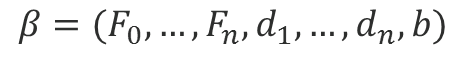 β = (F₀, … , Fₙ, d₁, … , dₙ, b)